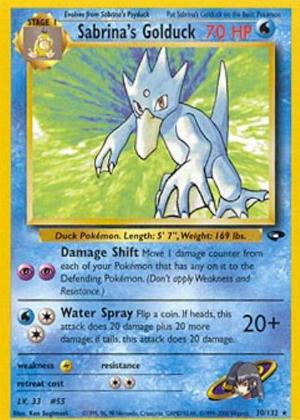 Evolves from Sabrina's Psyduck Put Sabrina's Golduck on the Basic Pokémon
STAGE 1
Sabrina's Golduck 70 HP
Duck Pokémon. Length: 5' 7", Weight: 169 lbs.
Damage Shift Move 1 damage counter
from each of your Pokémon that has any on it to the
Defending Pokémon. (Don't apply Weakness and
Resistance.)
Water Spray Flip a coin. If heads, this
attack does 20 damage plus 20 more
damage; if tails, this attack does 20 damage.
20+
weakness resistance
retreat cost
LV. 33 #55
Illus. Ken Sugimori
30/132